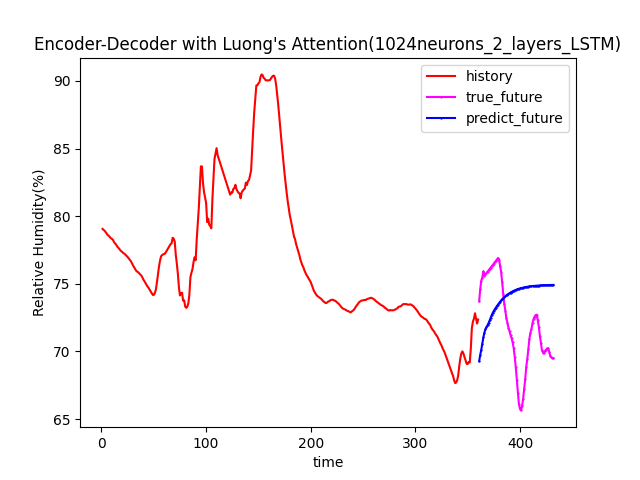 Encoder-Decoder with Luong's Attention(1024neurons_2_layers_LSTM)
history
true_future
predict_future
Relative Humidity(%)
90
85
80
75
70
65
0 100 200 300 400
time